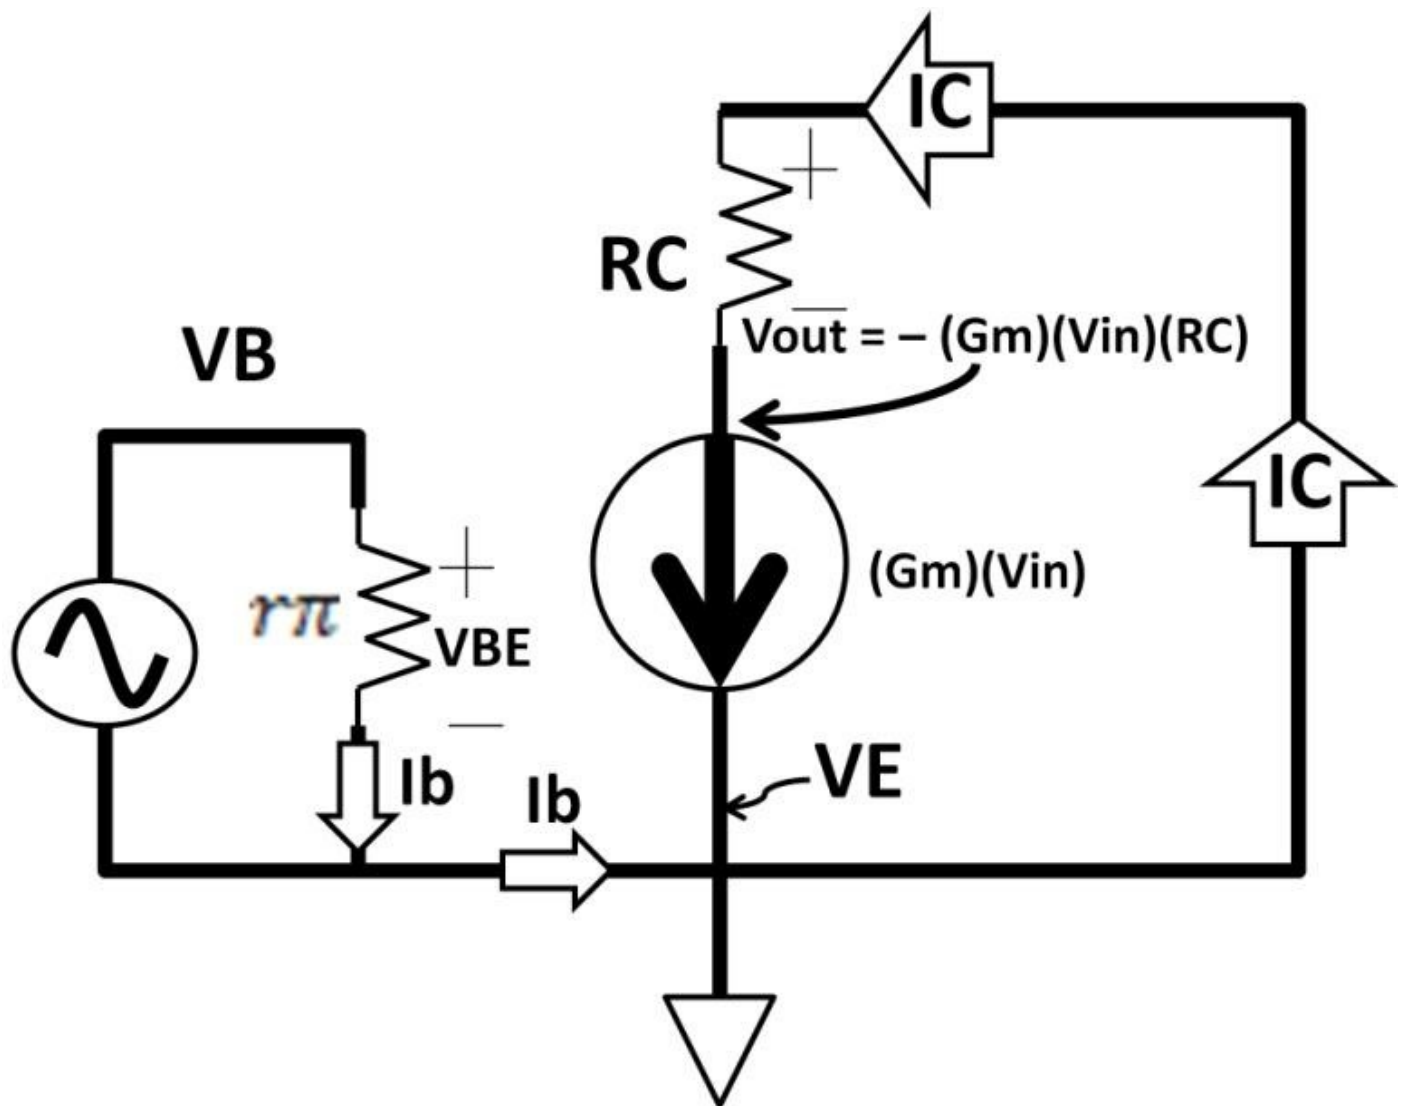 IC
+
RC
Vout = – (Gm)(Vin)(RC)
VB
IC
+
rπ
VBE
(Gm)(Vin)
–
Ib
VE
Ib